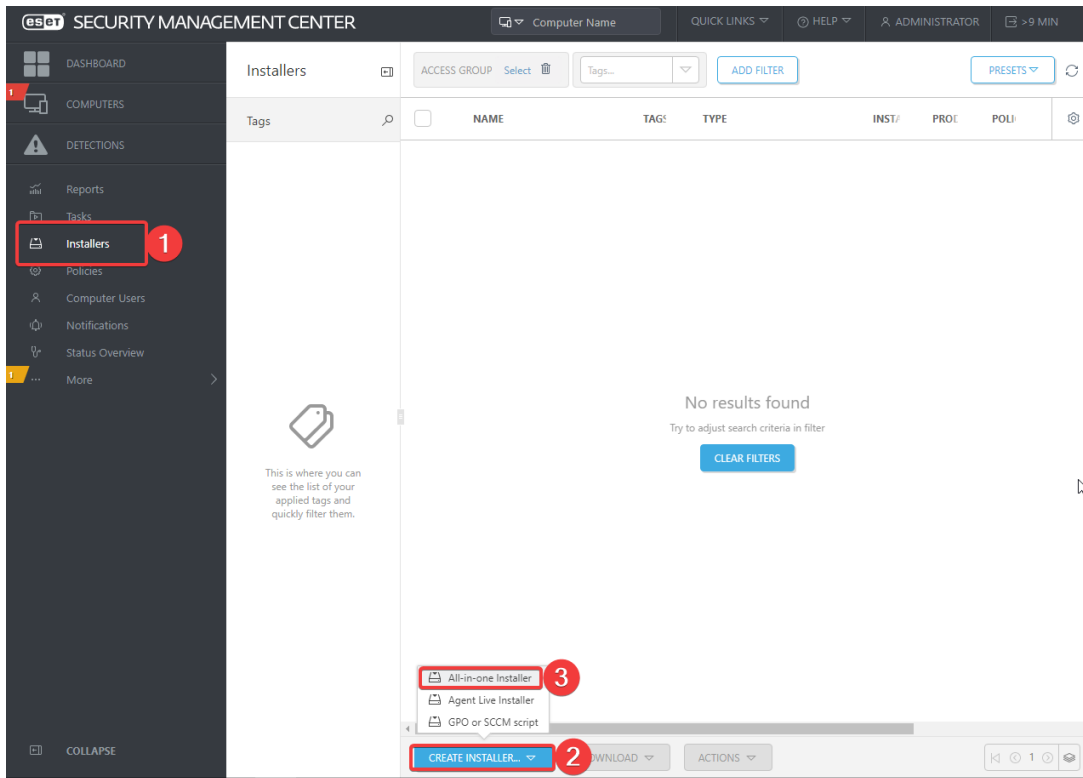 eset SECURITY MANAGEMENT CENTER
Computer Name
QUICK LINKS
HELP
ADMINISTRATOR
>9 MIN
DASHBOARD
1
COMPUTERS
DETECTIONS
Reports
Tasks
Installers
1
Policies
Computer Users
Notifications
Status Overview
1
More
COLLAPSE
Installers
Tags
This is where you can
see the list of your
applied tags and
quickly filter them.
ACCESS GROUP Select
Tags...
ADD FILTER
PRESETS
NAME TAGS TYPE INSTA PROD POLI
No results found
Try to adjust search criteria in filter
CLEAR FILTERS
All-in-one Installer
3
Agent Live Installer
GPO or SCCM script
CREATE INSTALLER...
2
OWNLOAD
ACTIONS
1